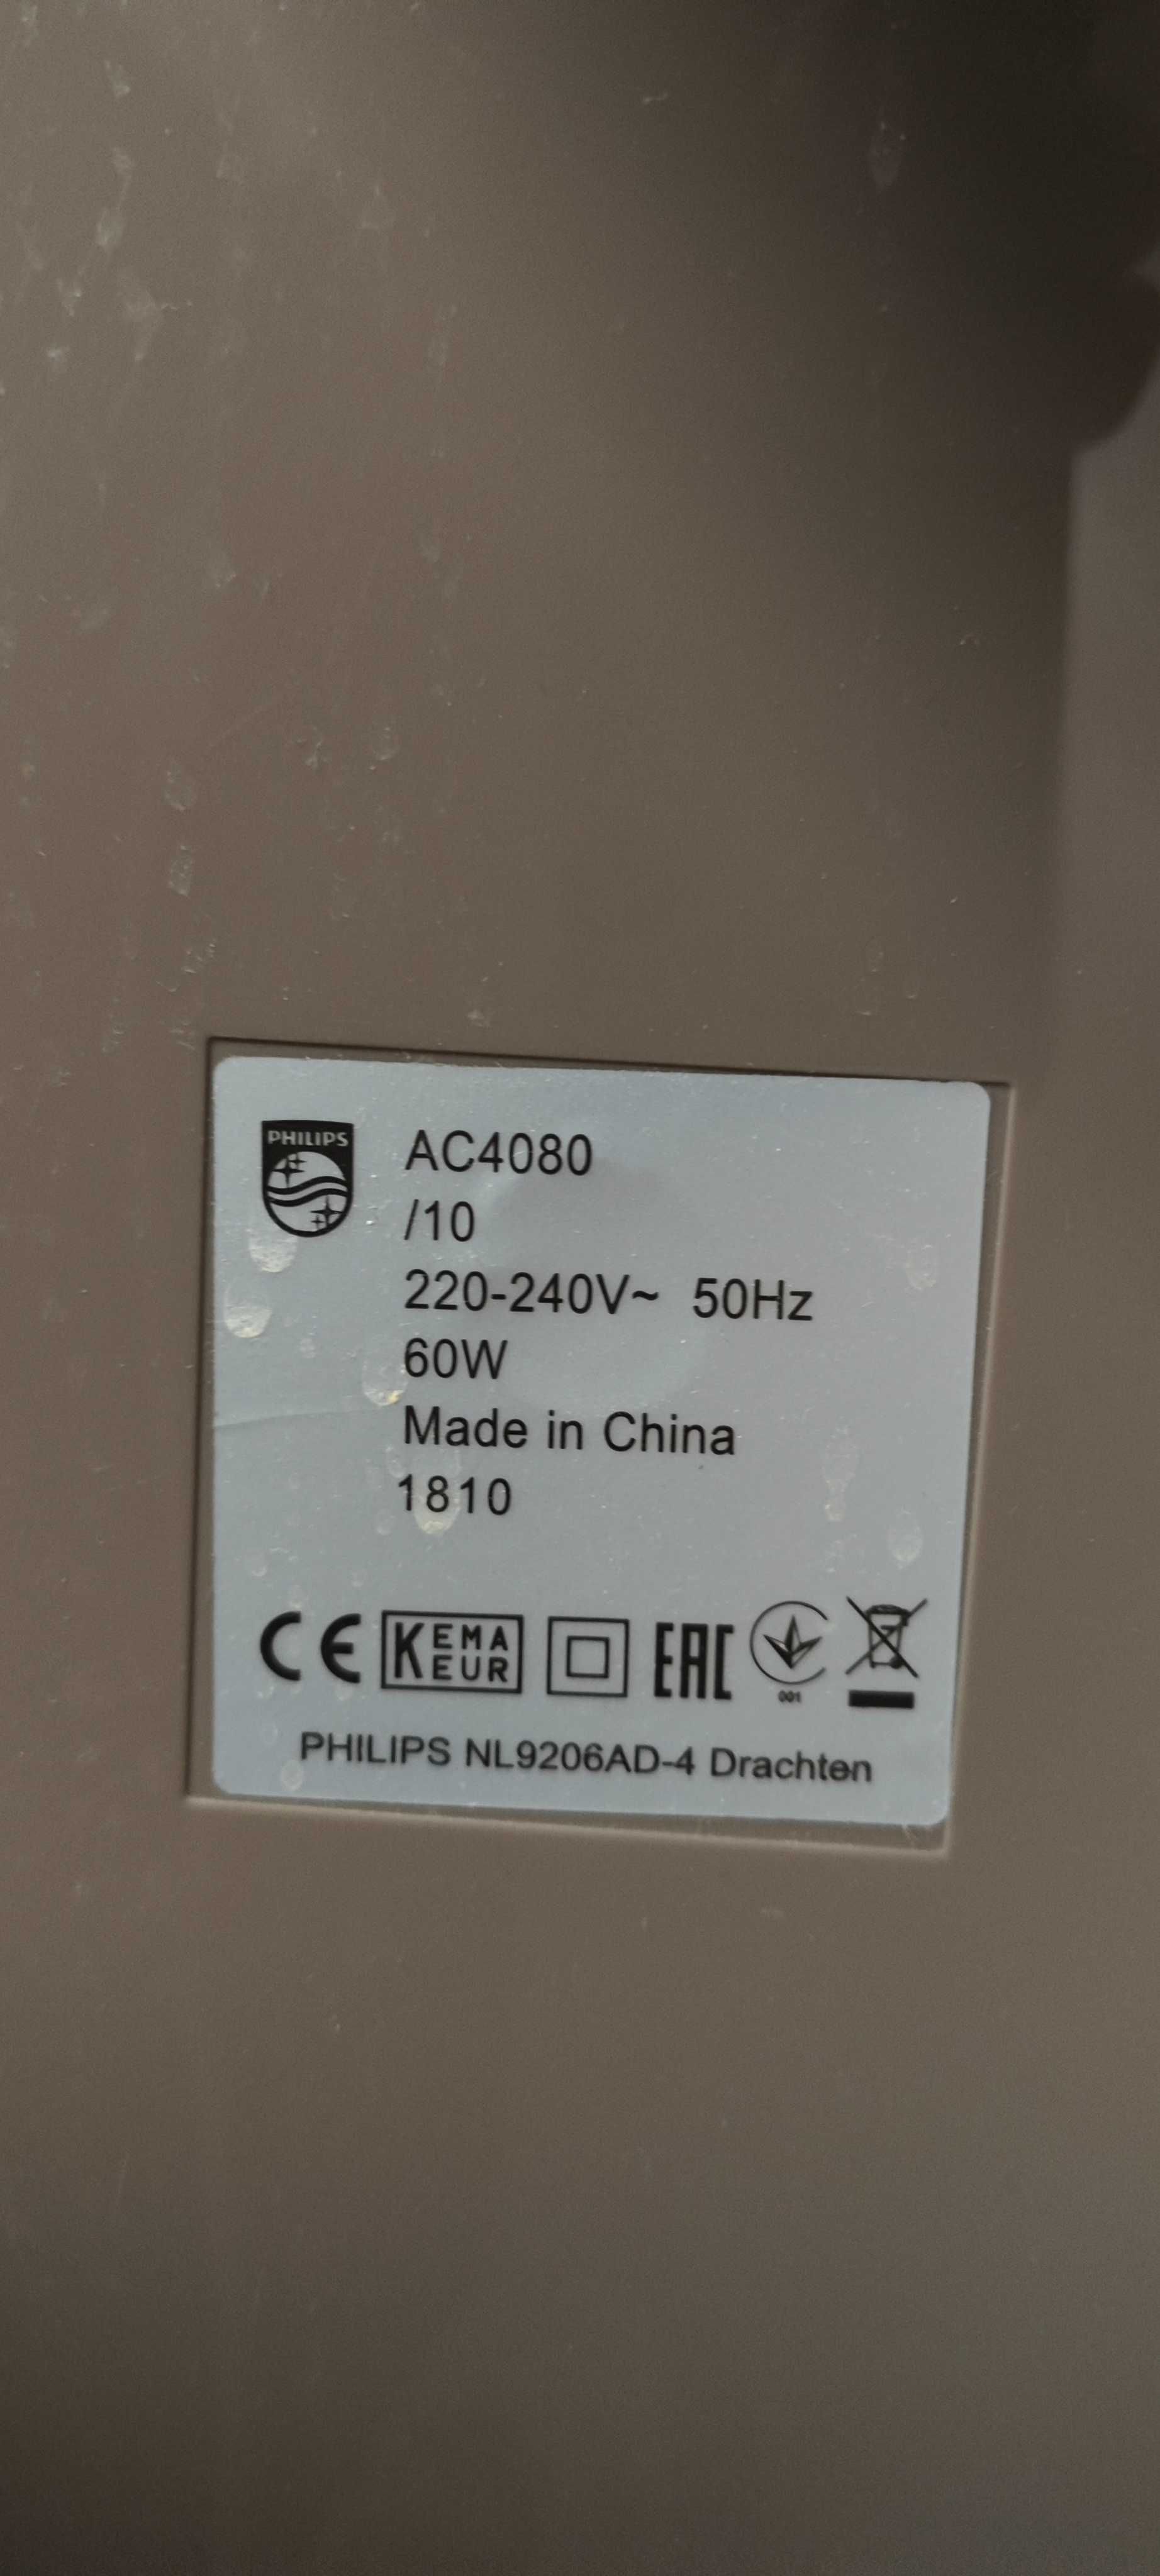 PHILIPS
AC4080
/10
220-240V~ 50Hz
60W
Made in China
1810
CE KEMA EUR EAC 001
PHILIPS NL9206AD-4 Drachten